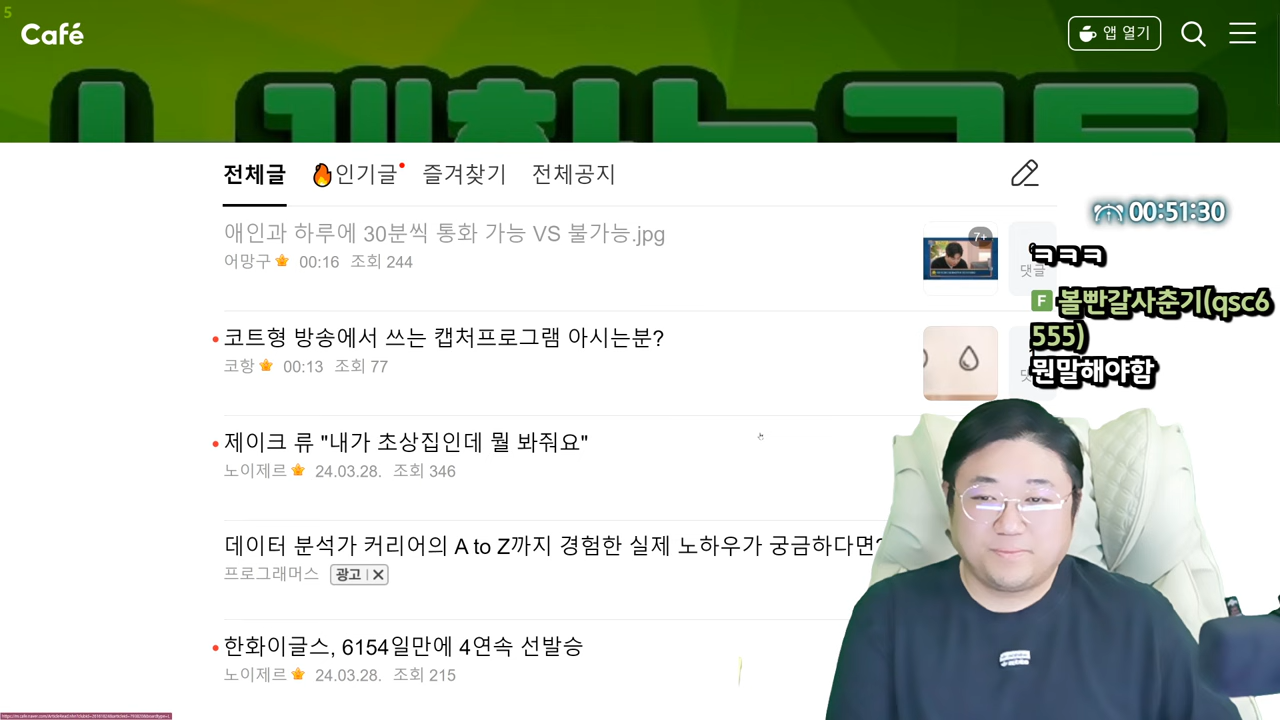 5
Café
앱 열기
전체글
인기글
즐겨찾기
전체공지
애인과 하루에 30분씩 통화 가능 VS 불가능.jpg
어망구 00:16 조회 244
7+
댓글
00:51:30
ㅋㅋㅋ
F 볼빤갈사춘기(qsc6
555)
뭔말해야함
코트형 방송에서 쓰는 캡처프로그램 아시는분?
코항 00:13 조회 77
제이크 류 "내가 초상집인데 뭘 봐줘요"
노이제르 24.03.28. 조회 346
데이터 분석가 커리어의 A to Z까지 경험한 실제 노하우가 궁금하다면?
프로그래머스 광고
한화이글스, 6154일만에 4연속 선발승
노이제르 24.03.28. 조회 215